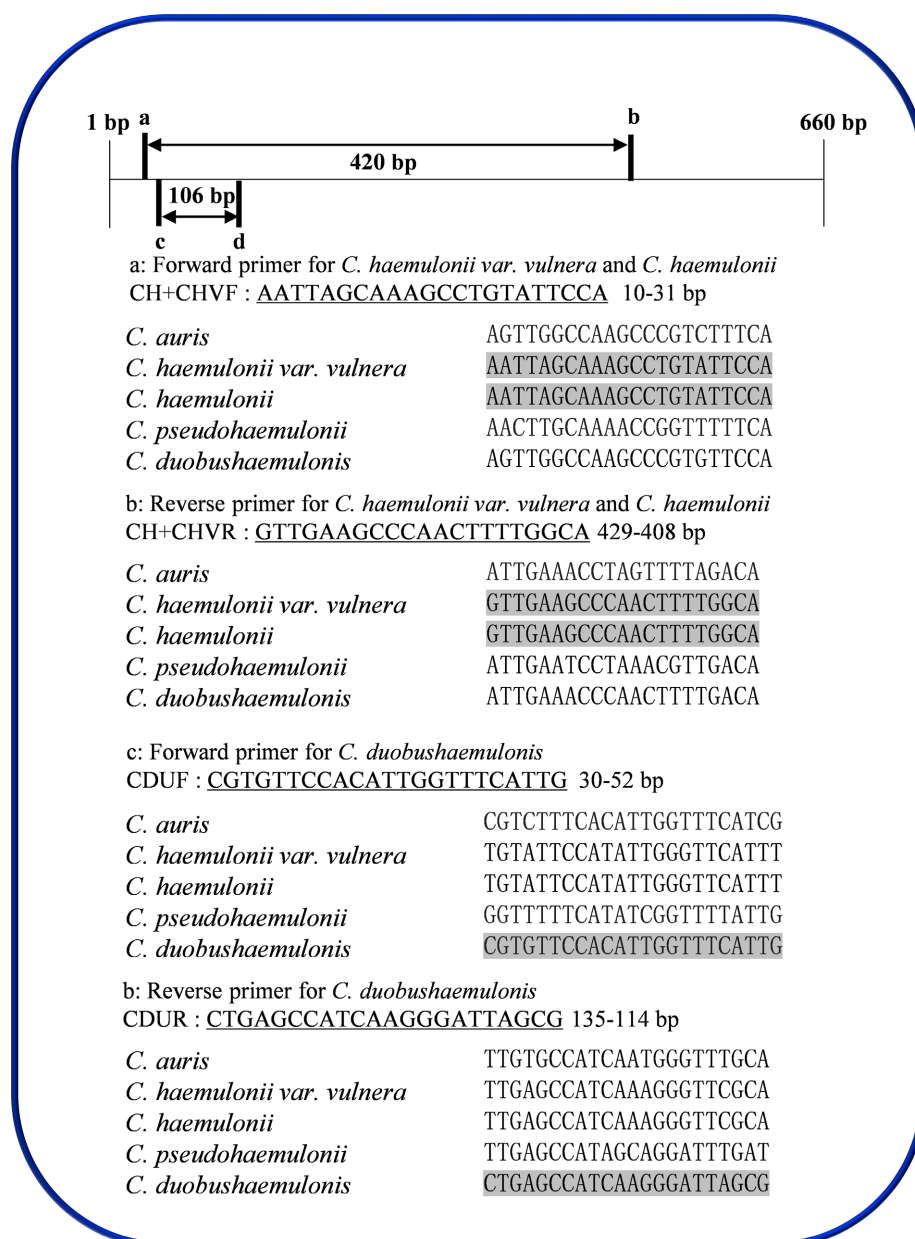 1 bp a b 660 bp
420 bp
106 bp
c d
a: Forward primer for C. haemulonii var. vulnera and C. haemulonii
CH+CHVF : AATTAGCAAAGCCTGTATTCCA 10-31 bp
C. auris AGTTGGCCAAGCCCGTCTTTCA
C. haemulonii var. vulnera AATTAGCAAAGCCTGTATTCCA
C. haemulonii AATTAGCAAAGCCTGTATTCCA
C. pseudohaemulonii AACTTGCAAAACCGGTTTTTCA
C. duobushaemulonis AGTTGGCCAAGCCCGTGTTCCA
b: Reverse primer for C. haemulonii var. vulnera and C. haemulonii
CH+CHVR : GTTGAAGCCCAACTTTTGGCA 429-408 bp
C. auris ATTGAAACCTAGTTTTAGACA
C. haemulonii var. vulnera GTTGAAGCCCAACTTTTGGCA
C. haemulonii GTTGAAGCCCAACTTTTGGCA
C. pseudohaemulonii ATTGAATCCTAAACGTTGACA
C. duobushaemulonis ATTGAAACCCAACTTTTGACA
c: Forward primer for C. duobushaemulonis
CDUF : CGTGTTCCACATTGGTTTCATTG 30-52 bp
C. auris CGTCTTTCACATTGGTTTCATCG
C. haemulonii var. vulnera TGTATTCCATATTGGGTTCATTT
C. haemulonii TGTATTCCATATTGGGTTCATTT
C. pseudohaemulonii GGTTTTTCATATCGGTTTTATTG
C. duobushaemulonis CGTGTTCCACATTGGTTTCATTG
b: Reverse primer for C. duobushaemulonis
CDUR : CTGAGCCATCAAGGGATTAGCG 135-114 bp
C. auris TTGTGCCATCAATGGGTTTGCA
C. haemulonii var. vulnera TTGAGCCATCAAAGGGTTCGCA
C. haemulonii TTGAGCCATCAAAGGGTTCGCA
C. pseudohaemulonii TTGAGCCATAGCAGGATTTGAT
C. duobushaemulonis CTGAGCCATCAAGGGATTAGCG